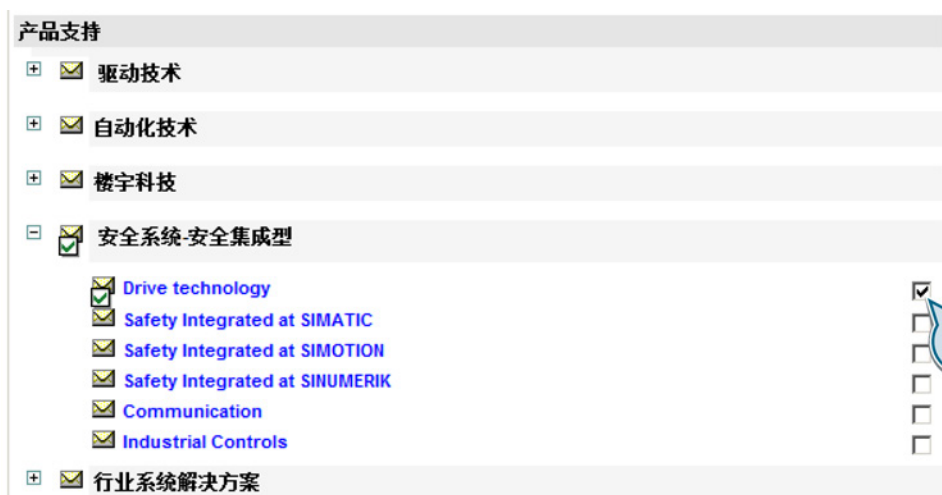 产品支持
驱动技术
自动化技术
楼宇科技
安全系统-安全集成型
Drive technology
Safety Integrated at SIMATIC
Safety Integrated at SIMOTION
Safety Integrated at SINUMERIK
Communication
Industrial Controls
行业系统解决方案